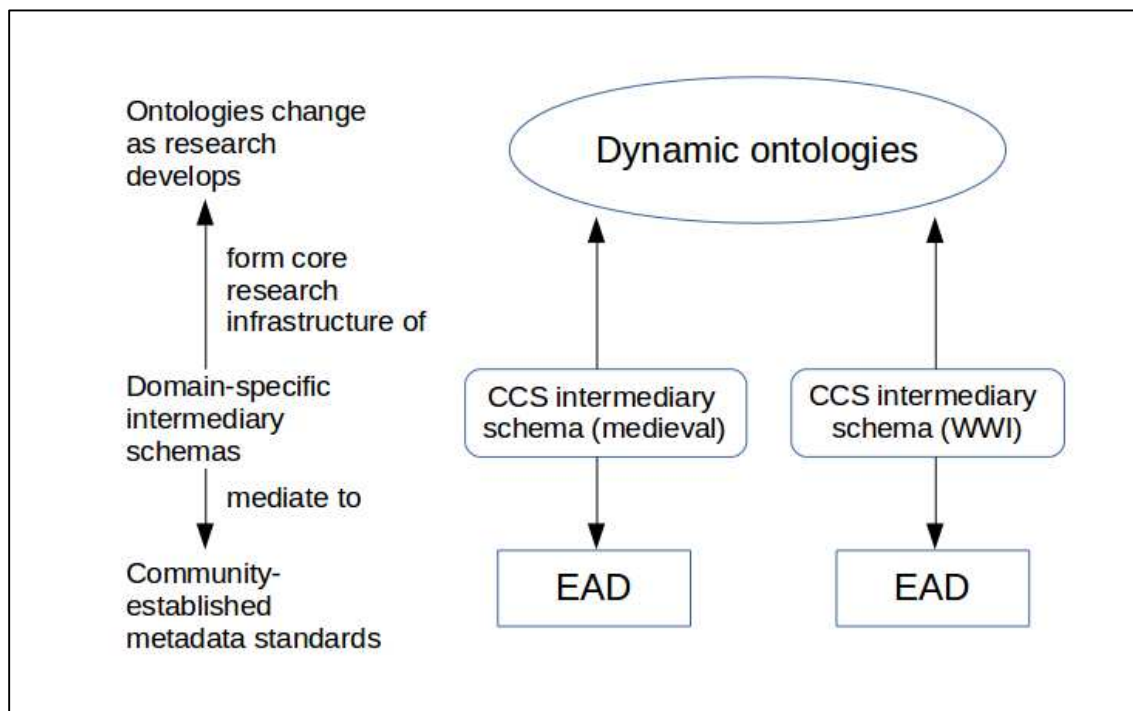 Ontologies change
as research
develops
form core
research
infrastructure of
Domain-specific
intermediary
schemas
mediate to
Community-
established
metadata standards
Dynamic ontologies
CCS intermediary
schema (medieval)
CCS intermediary
schema (WWI)
EAD
EAD